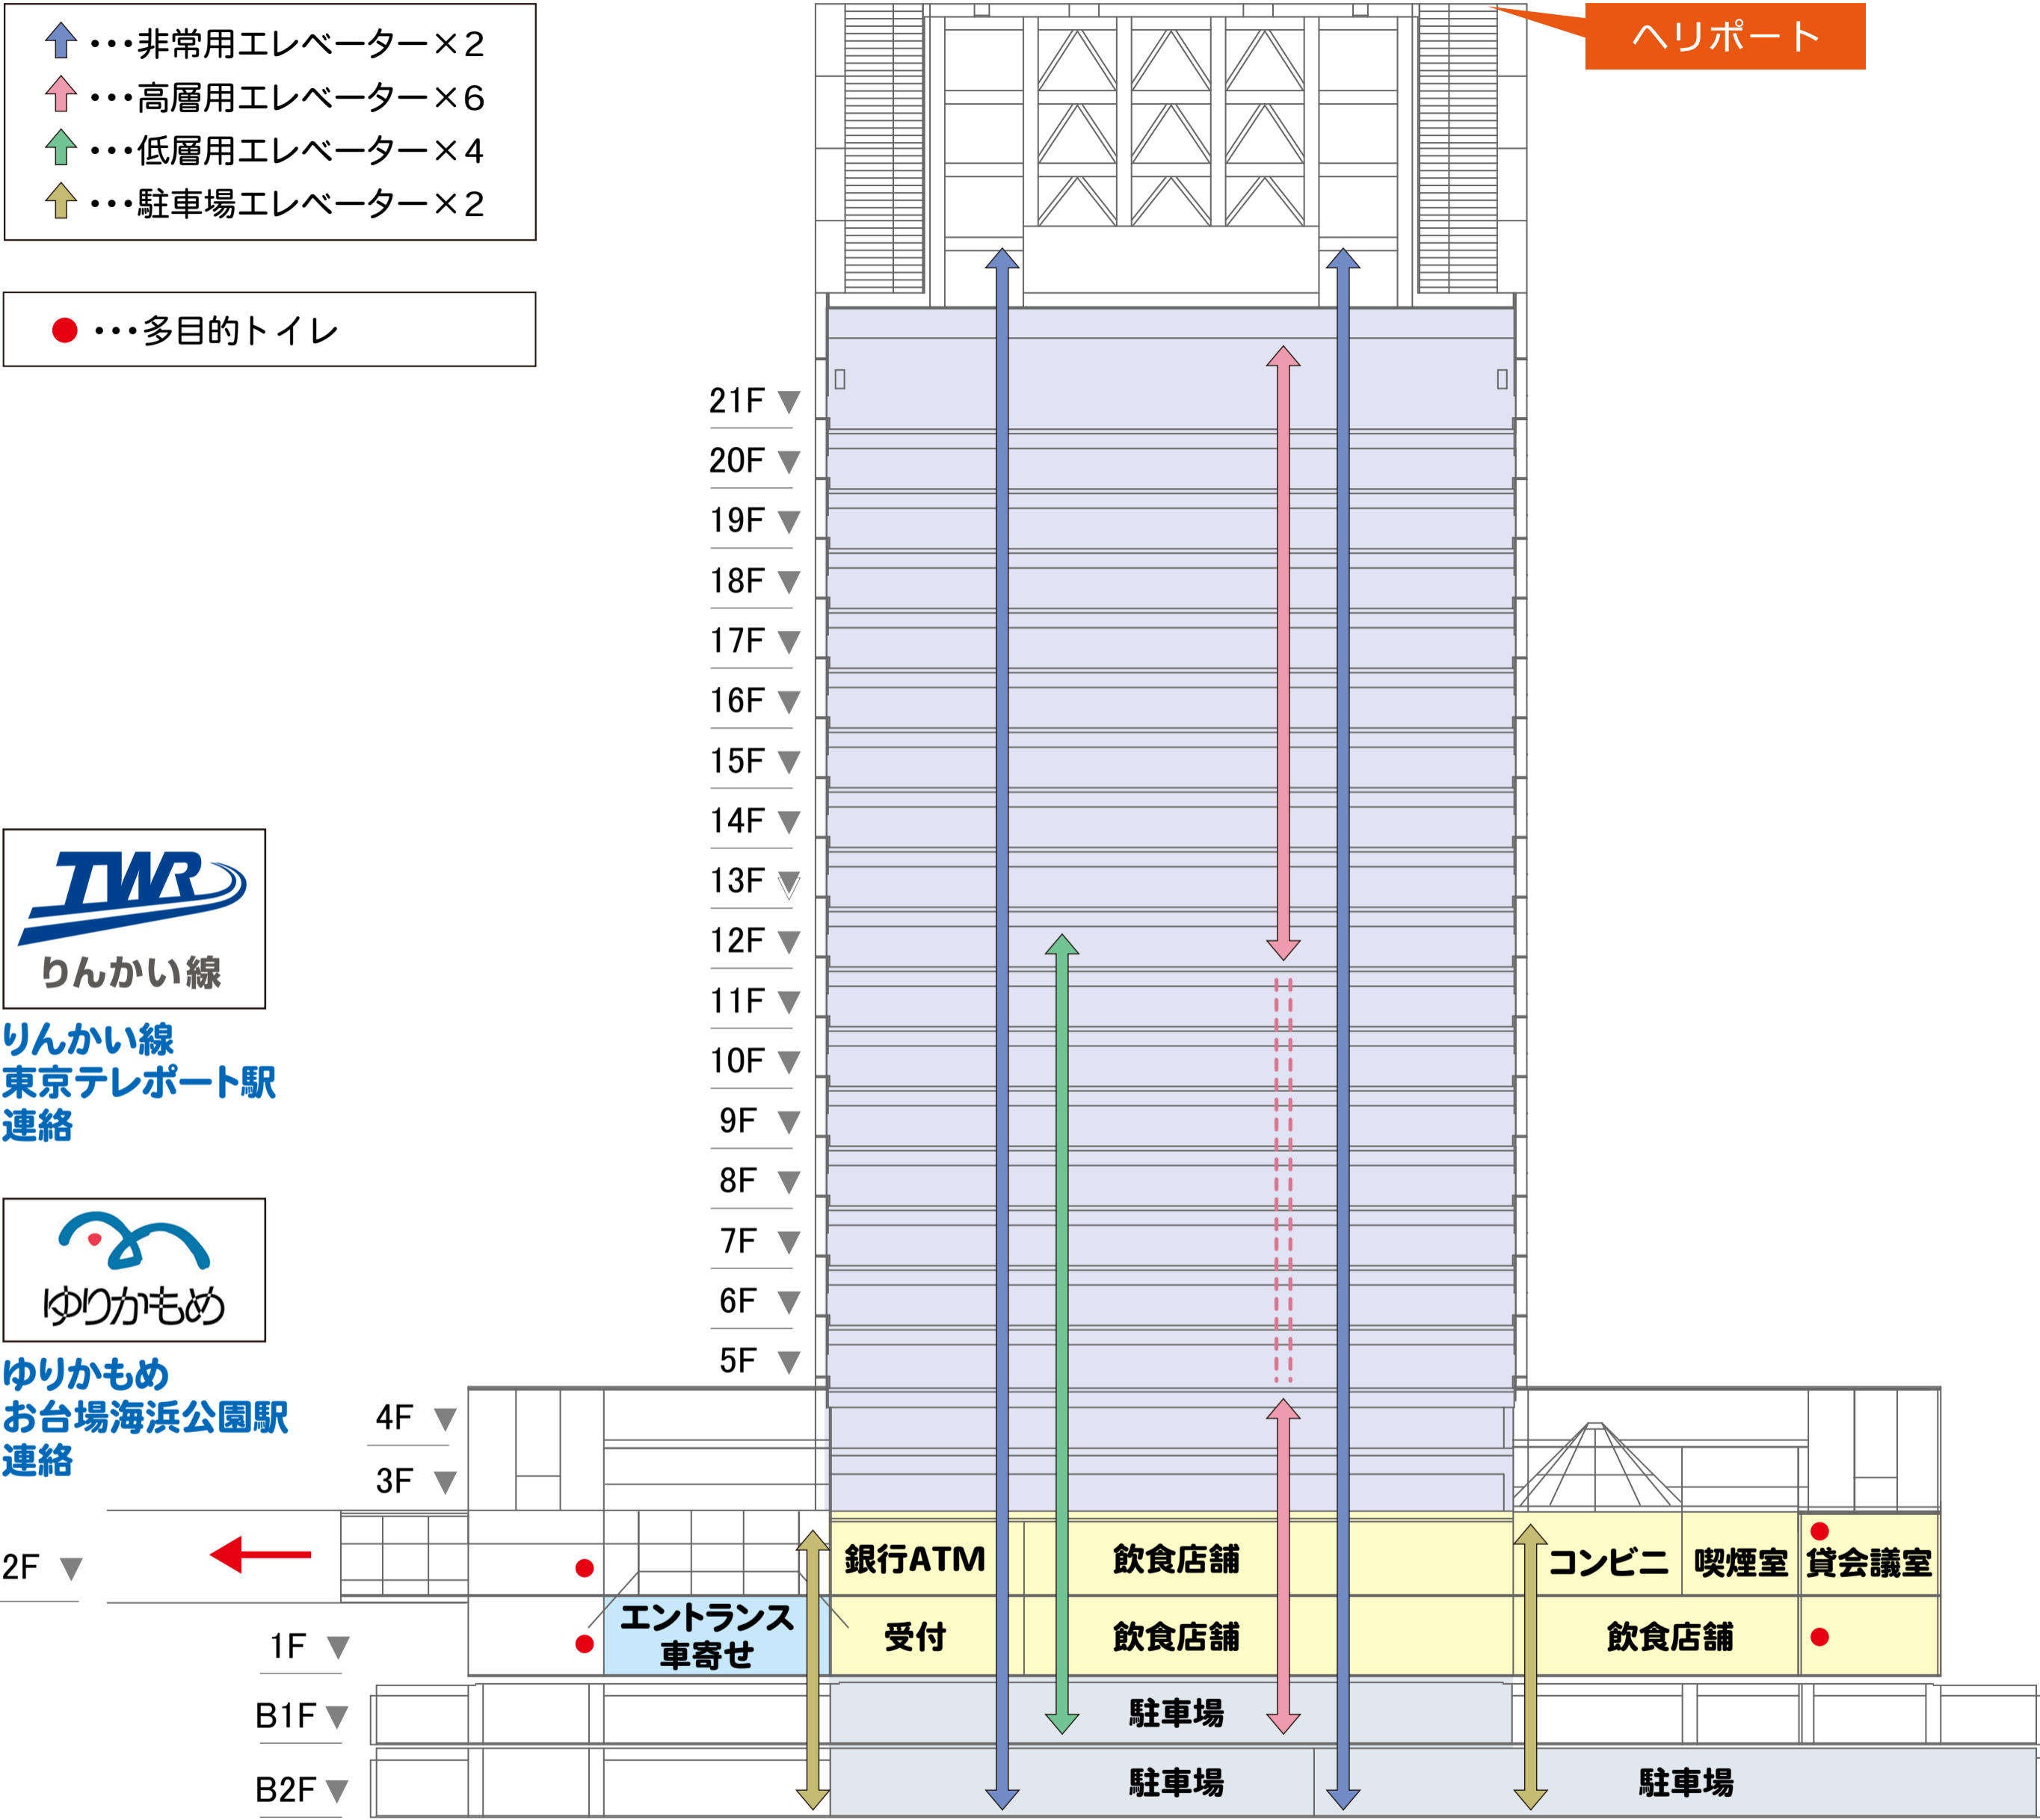 ・・・非常用エレベーター×2
・・・高層用エレベーター×6
・・・低層用エレベーター×4
・・・駐車場エレベーター×2
・・・多目的トイレ
ヘリポート
21F
20F
19F
18F
17F
16F
15F
14F
13F
12F
11F
10F
9F
8F
7F
6F
5F
4F
3F
2F
1F
B1F
B2F
TWR
りんかい線
りんかい線
東京テレポート駅
連絡
ゆりかもめ
ゆりかもめ
お台場海浜公園駅
連絡
銀行ATM
飲食店舗
コンビニ
喫煙室
貸会議室
エントランス
車寄せ
受付
飲食店舗
飲食店舗
駐車場
駐車場
駐車場